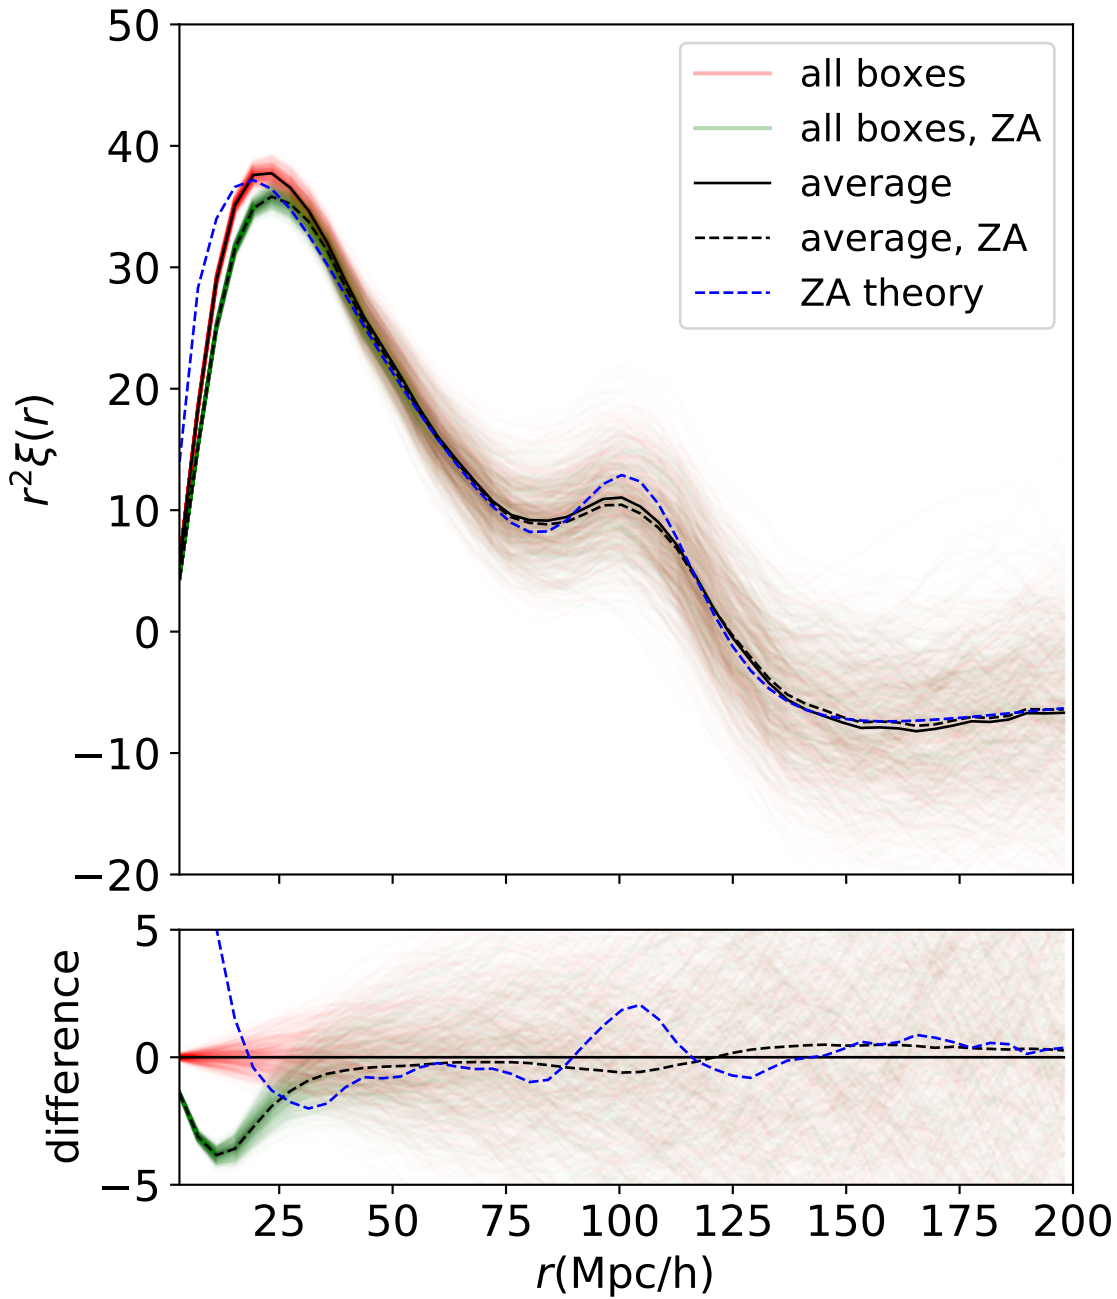 50
40
30
20
10
0
−10
−20
r²ξ(r)
all boxes
all boxes, ZA
average
average, ZA
ZA theory
5
0
−5
difference
25 50 75 100 125 150 175 200
r(Mpc/h)